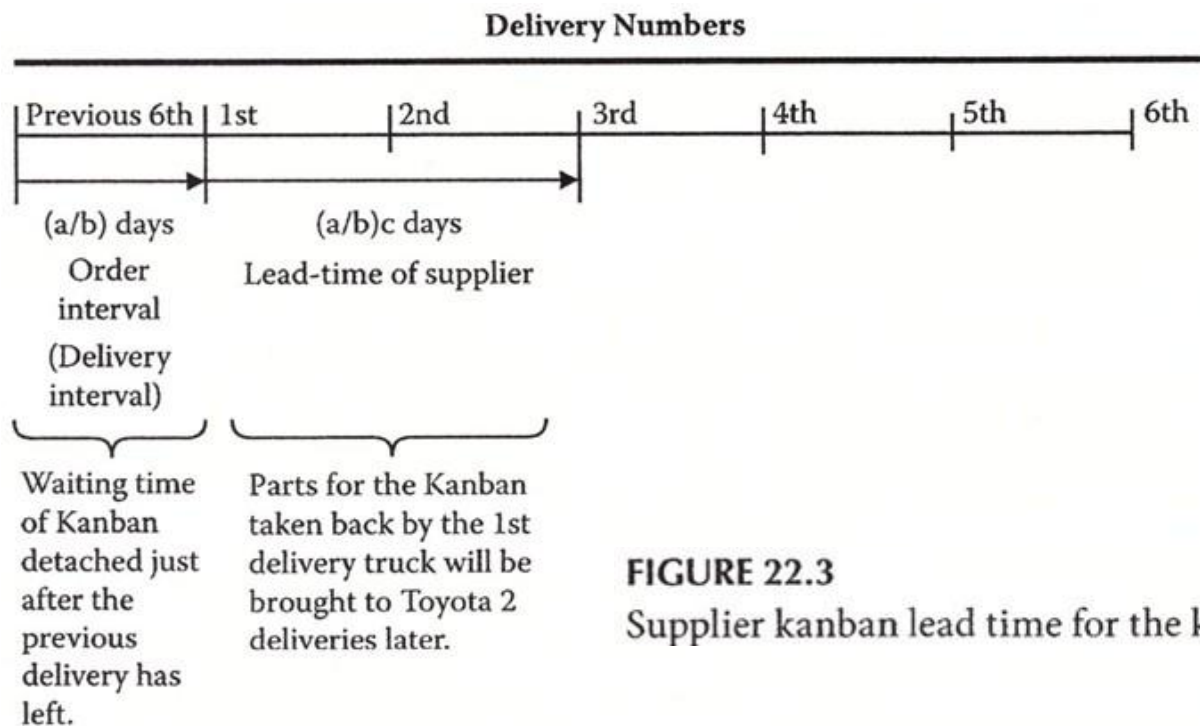 Delivery Numbers
Previous 6th 1st 2nd 3rd 4th 5th 6th
(a/b) days
Order
interval
(Delivery
interval)
(a/b)c days
Lead-time of supplier
Waiting time
of Kanban
detached just
after the
previous
delivery has
left.
Parts for the Kanban
taken back by the 1st
delivery truck will be
brought to Toyota 2
deliveries later.
FIGURE 22.3
Supplier kanban lead time for the